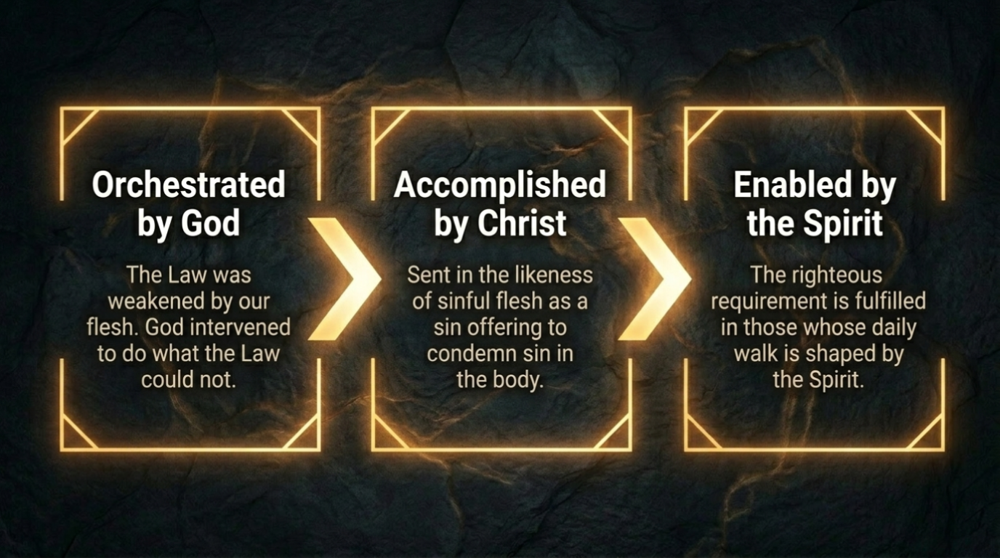 Orchestrated
by God
The Law was
weakened by our
flesh. God intervened
to do what the Law
could not.
Accomplished
by Christ
Sent in the likeness
of sinful flesh as a
sin offering to
condemn sin in
the body.
Enabled by
the Spirit
The righteous
requirement is fulfilled
in those whose daily
walk is shaped by
the Spirit.